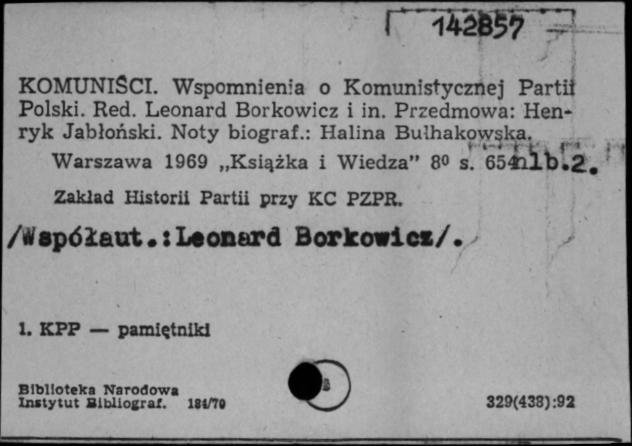 142857
KOMUNIŚCI. Wspomnienia o Komunistycznej Partii
Polski. Red. Leonard Borkowicz i in. Przedmowa: Hen-
ryk Jabłoński. Noty biograf.: Halina Bułhakowska.
Warszawa 1969 „Książka i Wiedza” 8⁰ s. 654nlb.2.
Zakład Historii Partii przy KC PZPR.
/Współaut.:Leonard Borkowicz/.
1. KPP — pamiętniki
Biblioteka Narodowa
Instytut Bibliograf. 184/70
329(438):92